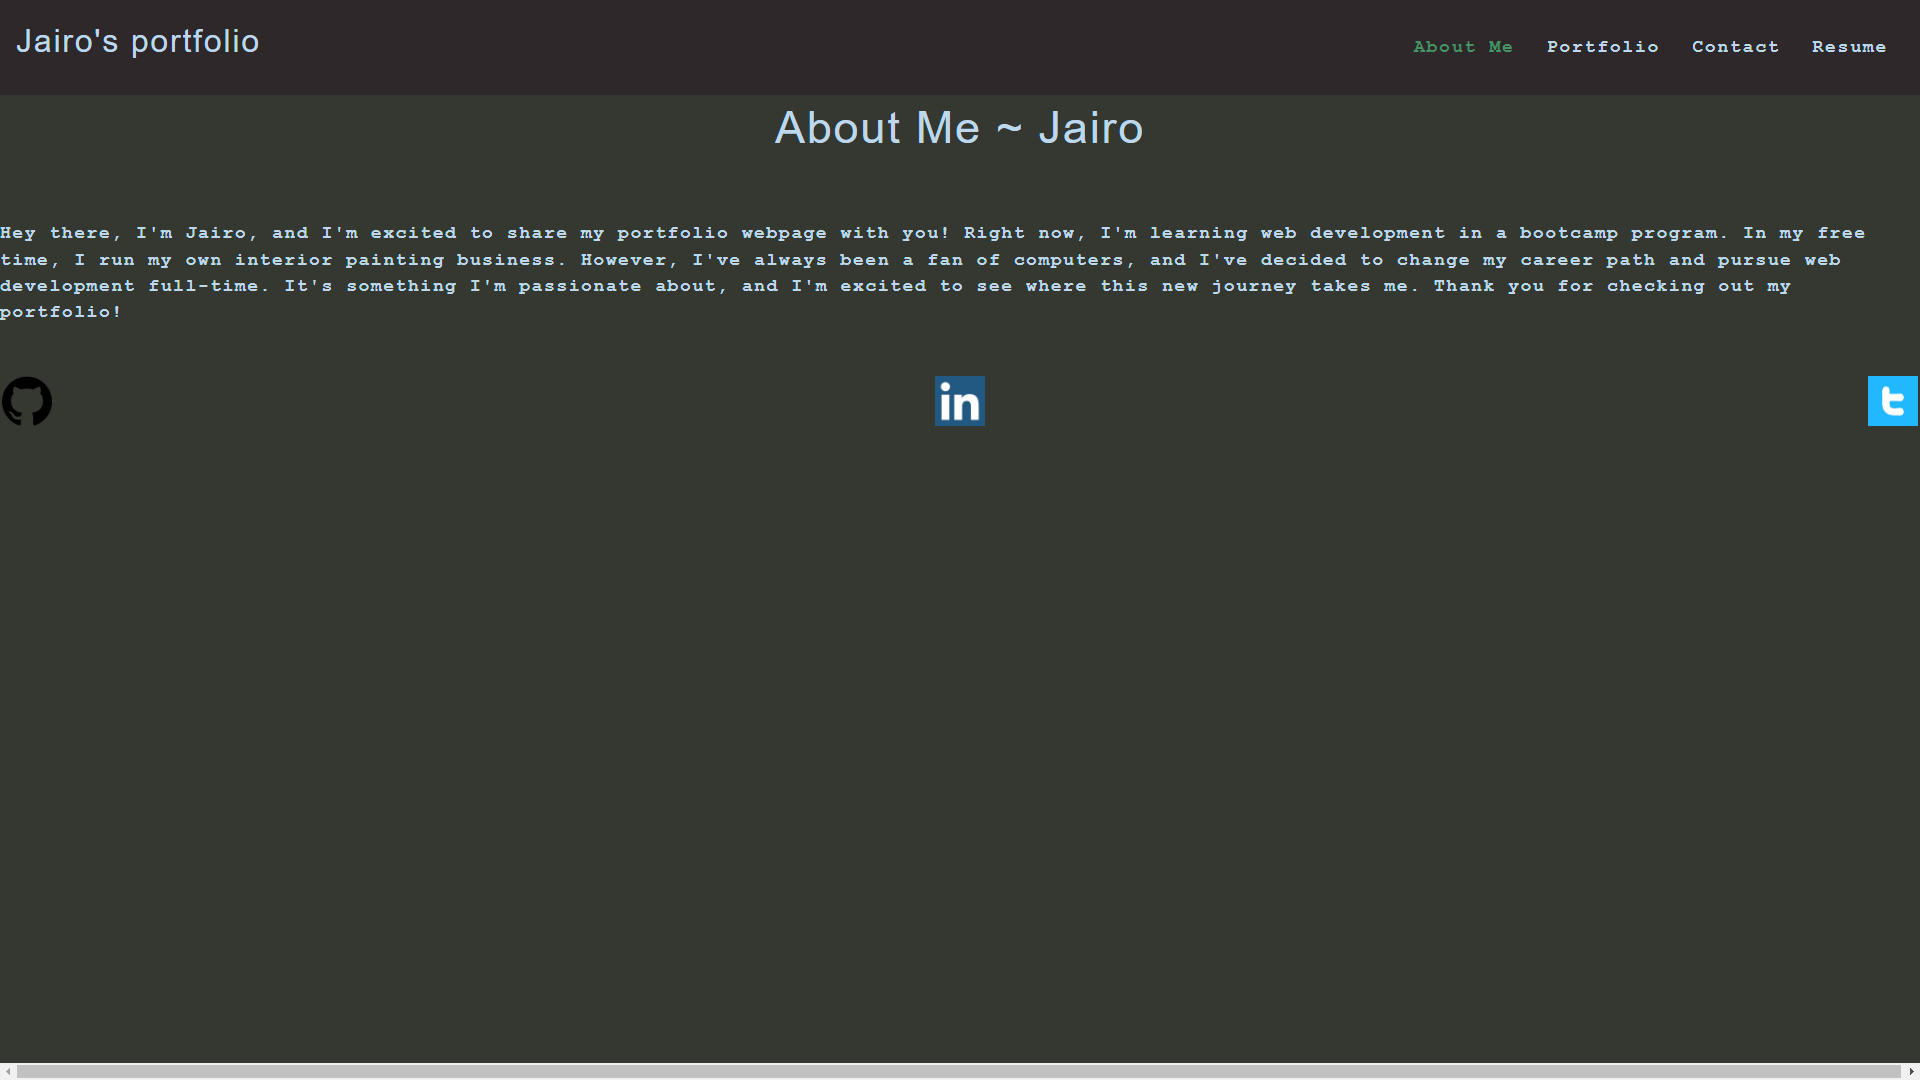 Jairo's portfolio
About Me Portfolio Contact Resume
About Me ~ Jairo
Hey there, I'm Jairo, and I'm excited to share my portfolio webpage with you! Right now, I'm learning web development in a bootcamp program. In my free
time, I run my own interior painting business. However, I've always been a fan of computers, and I've decided to change my career path and pursue web
development full-time. It's something I'm passionate about, and I'm excited to see where this new journey takes me. Thank you for checking out my
portfolio!
in
t